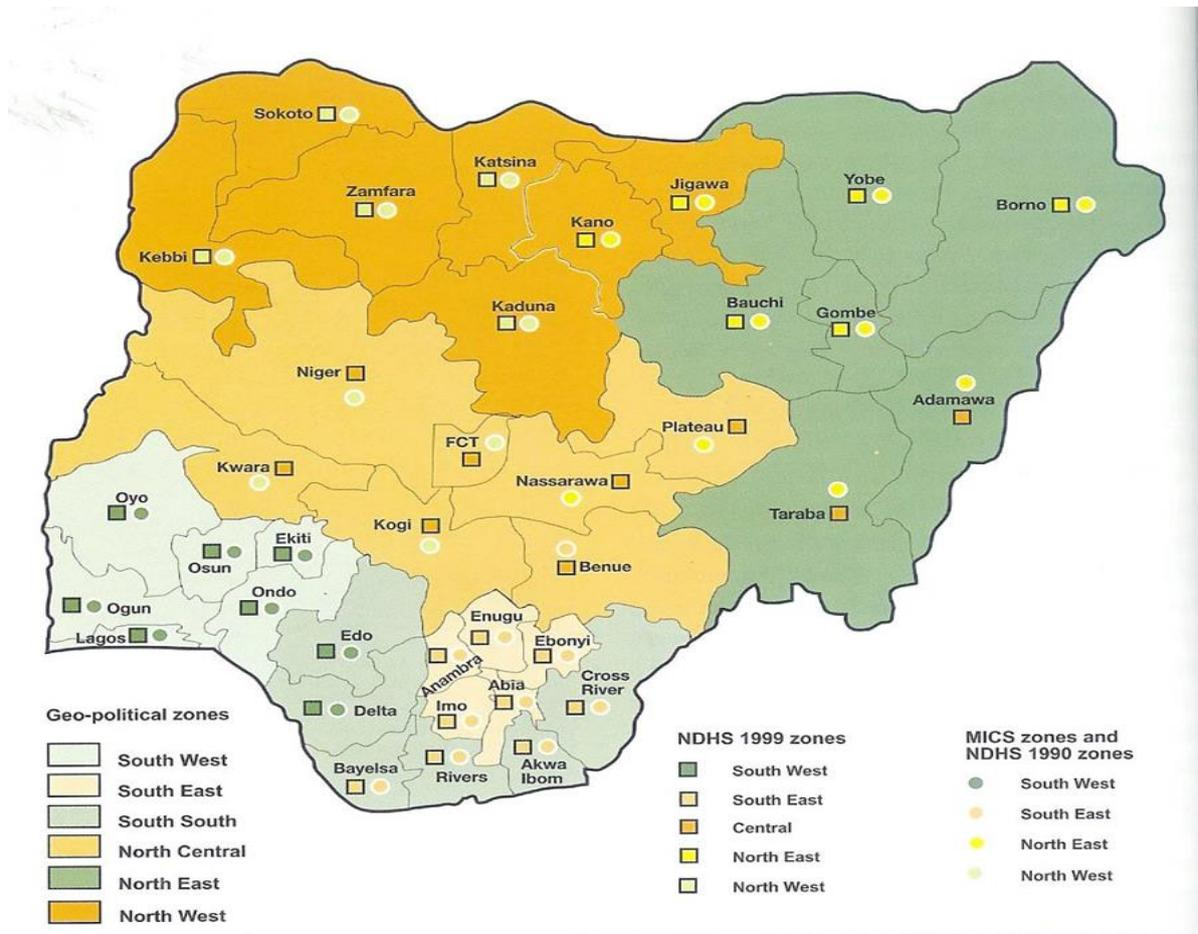 Sokoto
Katsina
Zamfara
Jigawa
Yobe
Borno
Kano
Kebbi
Kaduna
Bauchi
Gombe
Niger
Adamawa
Plateau
FCT
Kwara
Nassarawa
Oyo
Kogi
Taraba
Ekiti
Osun
Benue
Ondo
Ogun
Enugu
Lagos
Edo
Ebonyi
Anambra
Cross
River
Abia
Imo
Delta
Bayelsa
Rivers
Akwa
Ibom
Geo-political zones
South West
South East
South South
North Central
North East
North West
NDHS 1999 zones
South West
South East
Central
North East
North West
MICS zones and
NDHS 1990 zones
South West
South East
North East
North West